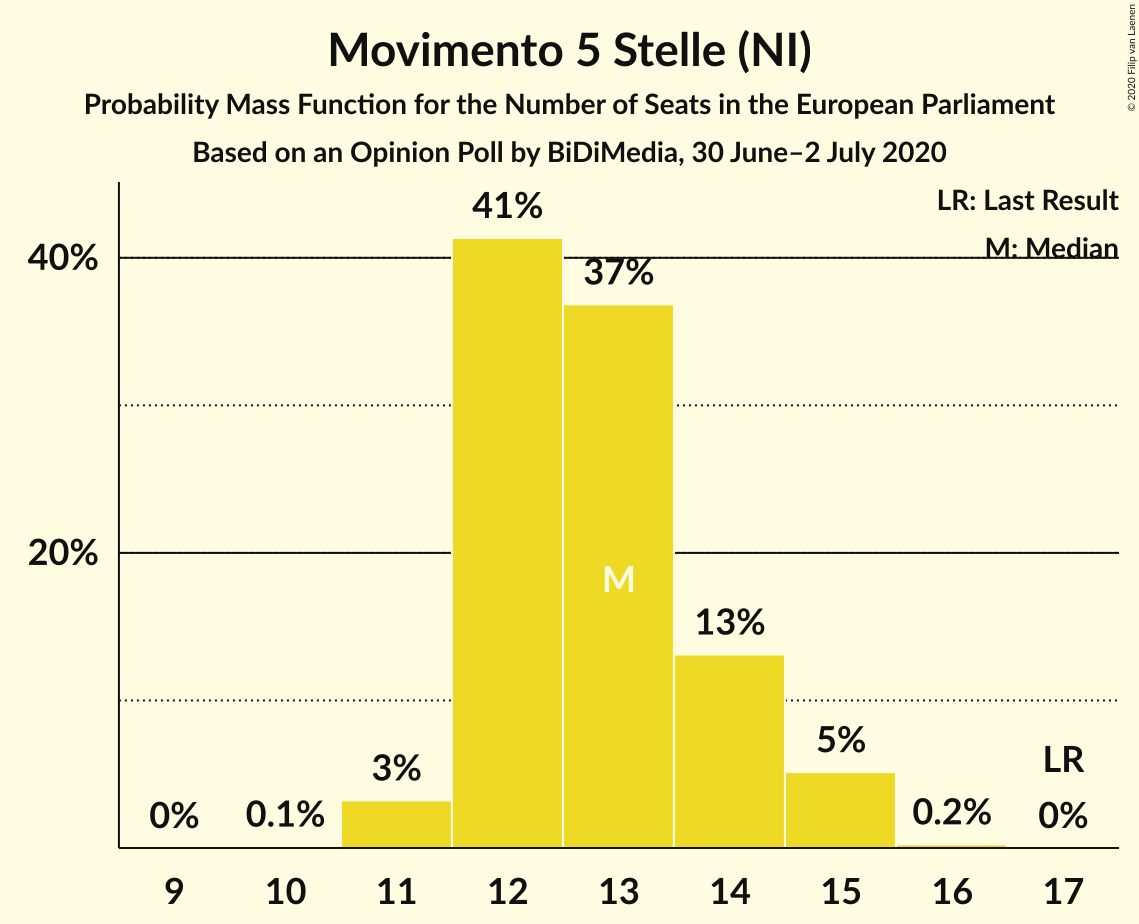 Movimento 5 Stelle (NI)
Probability Mass Function for the Number of Seats in the European Parliament
Based on an Opinion Poll by BiDiMedia, 30 June–2 July 2020
© 2020 Filip van Laenen
LR: Last Result
M: Median
40%
20%
0%
0.1%
3%
41%
37%
M
13%
5%
0.2%
LR
0%
9 10 11 12 13 14 15 16 17